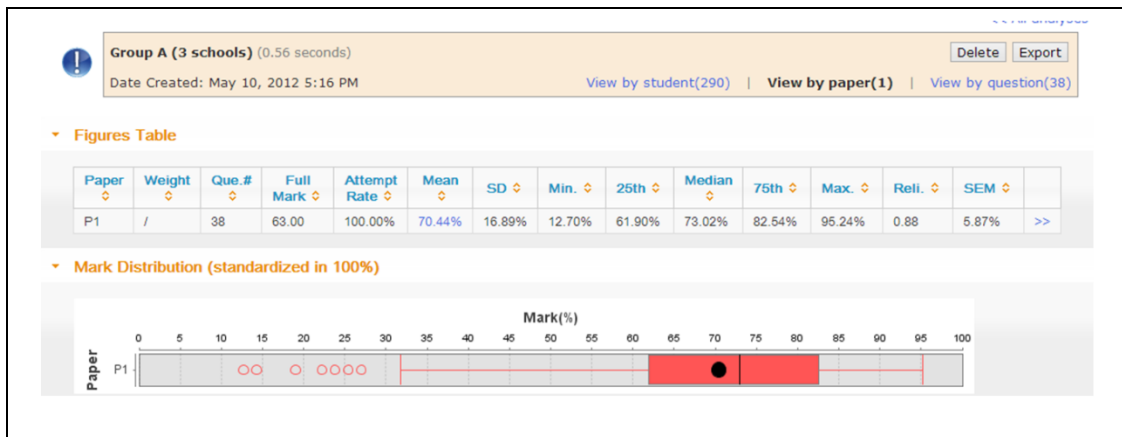 Group A (3 schools) (0.56 seconds) Delete Export
Date Created: May 10, 2012 5:16 PM View by student(290) | View by paper(1) | View by question(38)
Figures Table
Paper Weight Que.# Full Mark Attempt Rate Mean SD Min. 25th Median 75th Max. Reli. SEM
P1 / 38 63.00 100.00% 70.44% 16.89% 12.70% 61.90% 73.02% 82.54% 95.24% 0.88 5.87% >>
Mark Distribution (standardized in 100%)
Mark(%)
0 5 10 15 20 25 30 35 40 45 50 55 60 65 70 75 80 85 90 95 100
Paper
P1